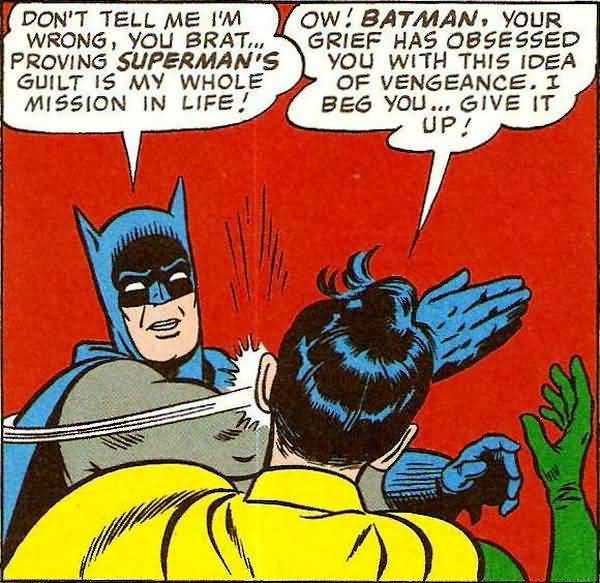 DON'T TELL ME I'M
WRONG, YOU BRAT...
PROVING SUPERMAN'S
GUILT IS MY WHOLE
MISSION IN LIFE!
OW! BATMAN, YOUR
GRIEF HAS OBSESSED
YOU WITH THIS IDEA
OF VENGEANCE. I
BEG YOU... GIVE IT
UP!